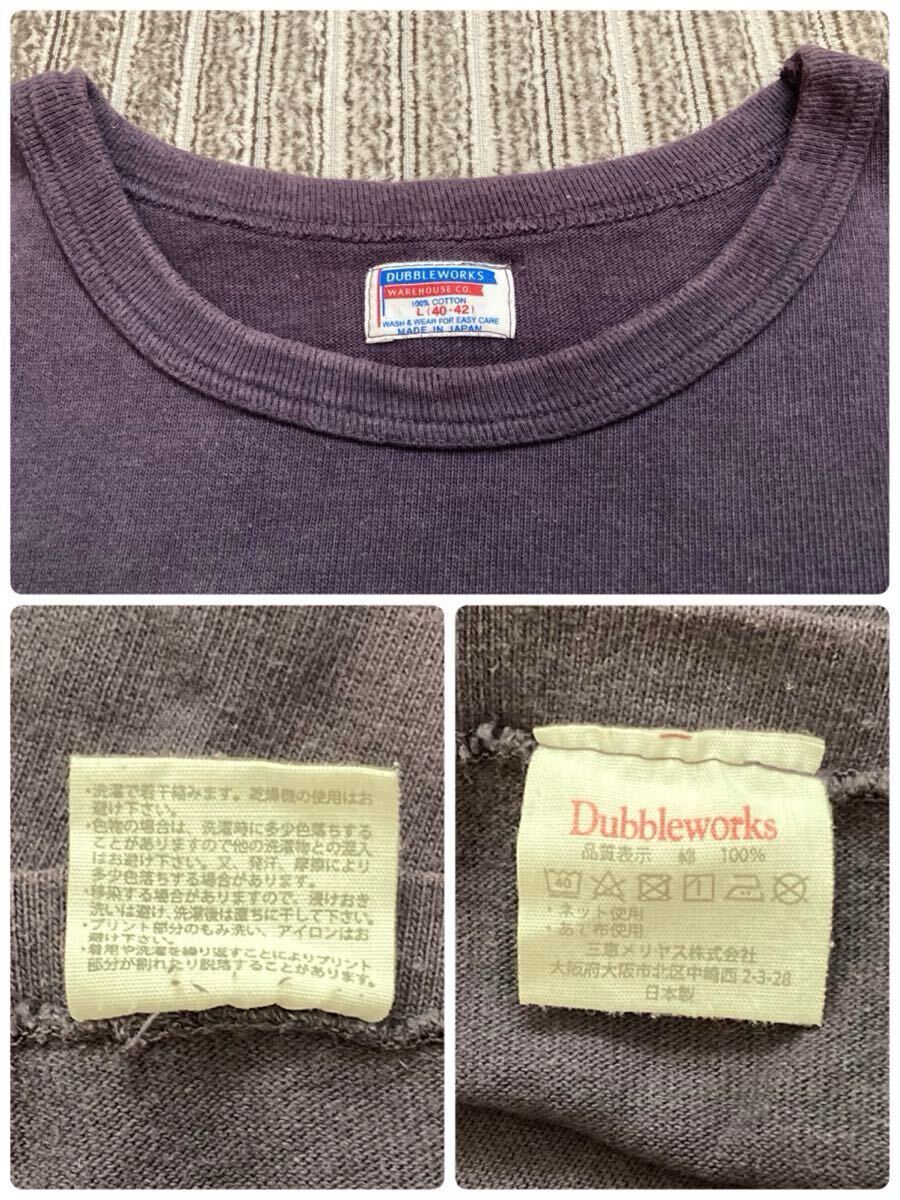 DUBBLEWORKS
WAREHOUSE CO.
100% COTTON
L (40-42)
WASH & WEAR FOR EASY CARE
MADE IN JAPAN
・洗濯で若干縮みます。乾燥機の使用はお
避け下さい。
・色物の場合は、洗濯時に多少色落ちする
ことがありますので他の洗濯物との混入
はお避け下さい。又、発汗、摩擦により
多少色落ちする場合があります。
・移染する場合がありますので、浸けおき
洗いは避け、洗濯後は直ちに干して下さい。
・プリント部分のもみ洗い、アイロンはお
避け下さい。
・着用や洗濯を繰り返すことによりプリント
部分が割れたり脱落することがあります。
Dubbleworks
品質表示 綿 100%
40
・ネット使用
・あて布使用
三恵メリヤス株式会社
大阪府大阪市北区中崎西2-3-28
日本製